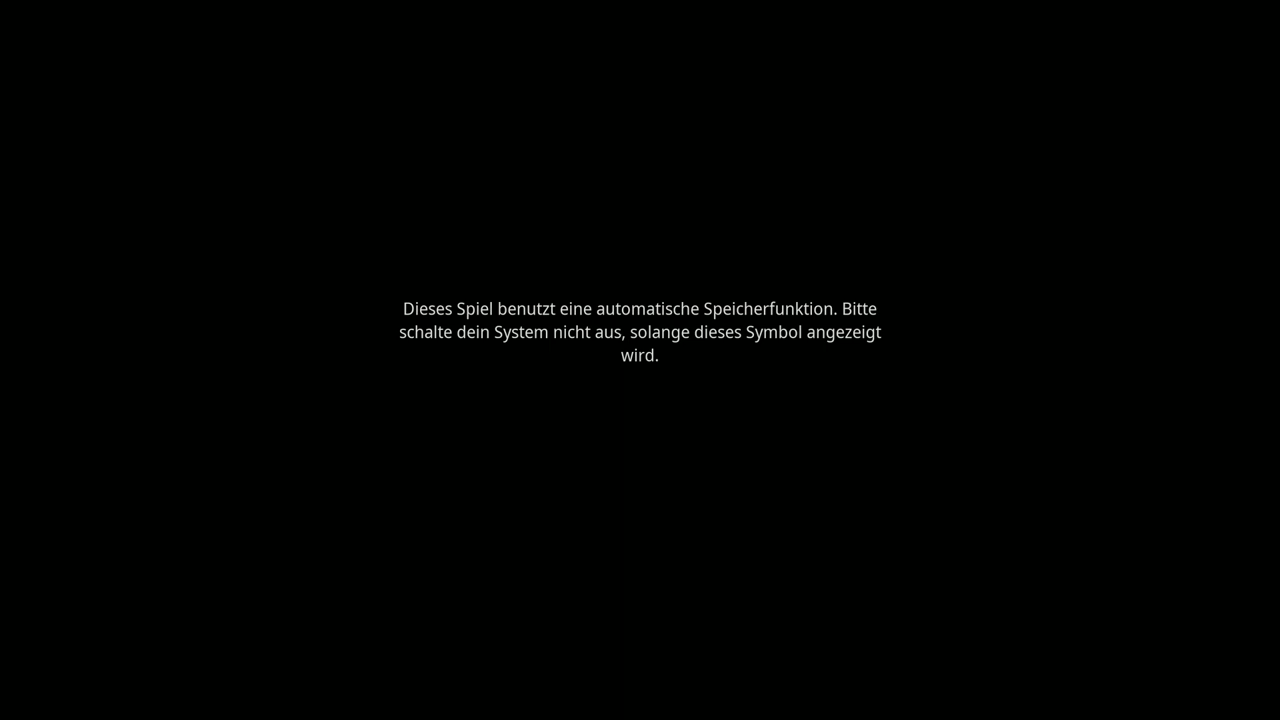 Dieses Spiel benutzt eine automatische Speicherfunktion. Bitte
schalte dein System nicht aus, solange dieses Symbol angezeigt
wird.